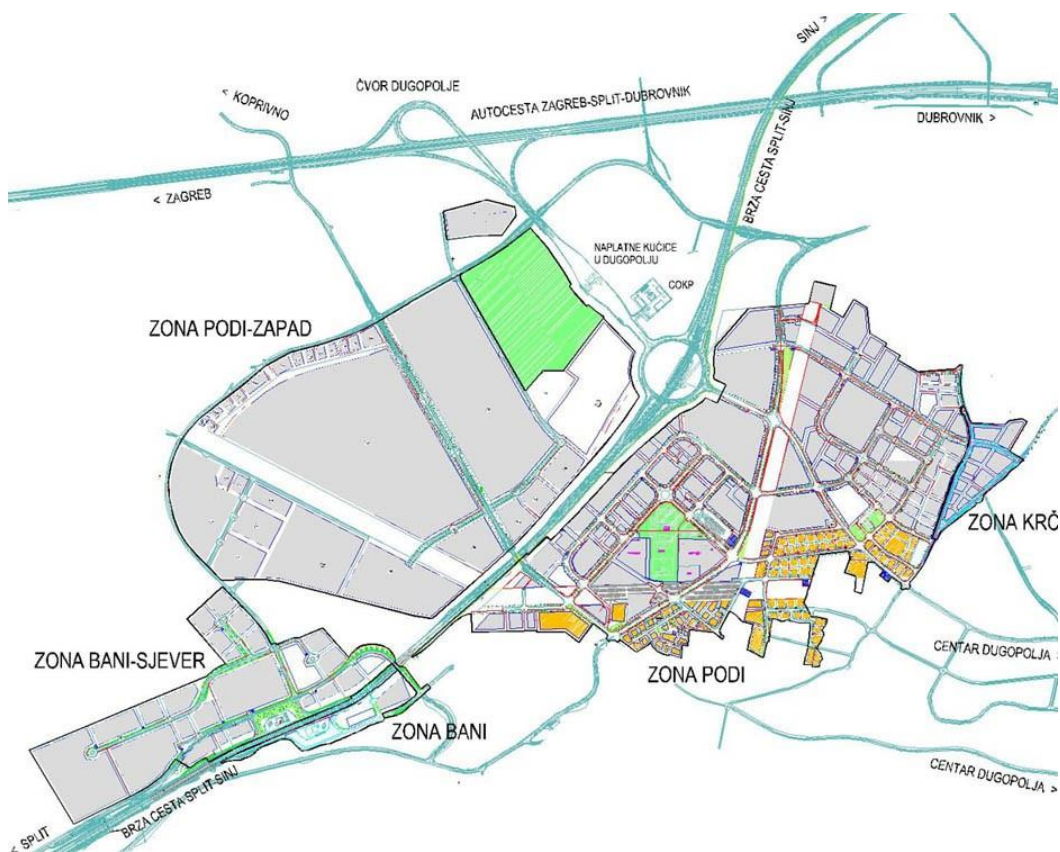 SINJ >
ČVOR DUGOPOLJE
< KOPRIVNO
AUTOCESTA ZAGREB-SPLIT-DUBROVNIK
DUBROVNIK >
BRZA CESTA SPLIT-SINJ
< ZAGREB
NAPLATNE KUĆICE
U DUGOPOLJU
COKP
ZONA PODI-ZAPAD
ZONA KRČ
ZONA BANI-SJEVER
CENTAR DUGOPOLJA >
ZONA PODI
ZONA BANI
CENTAR DUGOPOLJA >
BRZA CESTA SPLIT-SINJ
< SPLIT